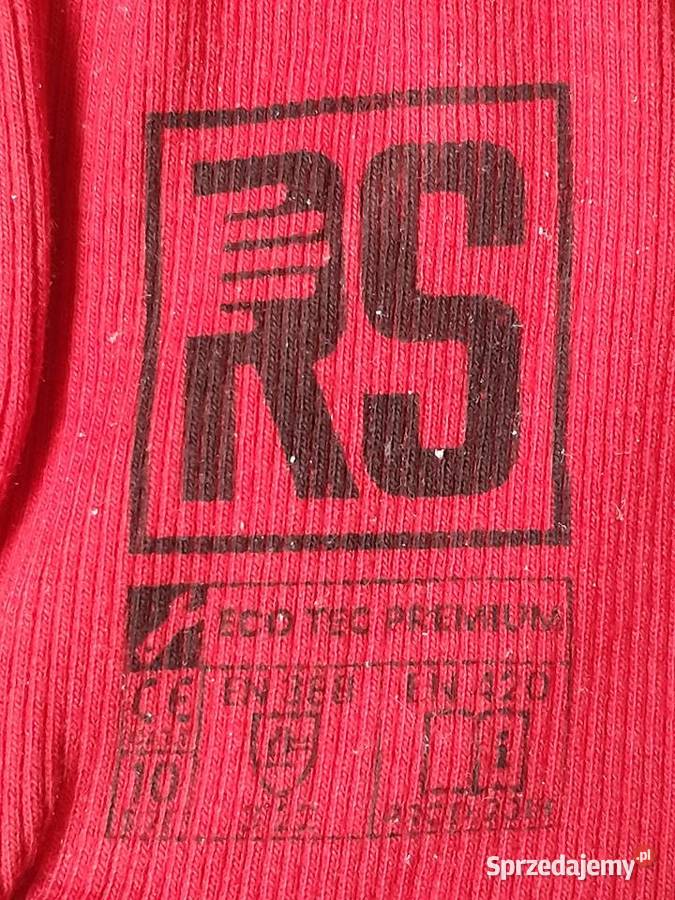 RS
ECO TEC PREMIUM
CE EN 388 EN 420
10
i
Sprzedajemy.pl